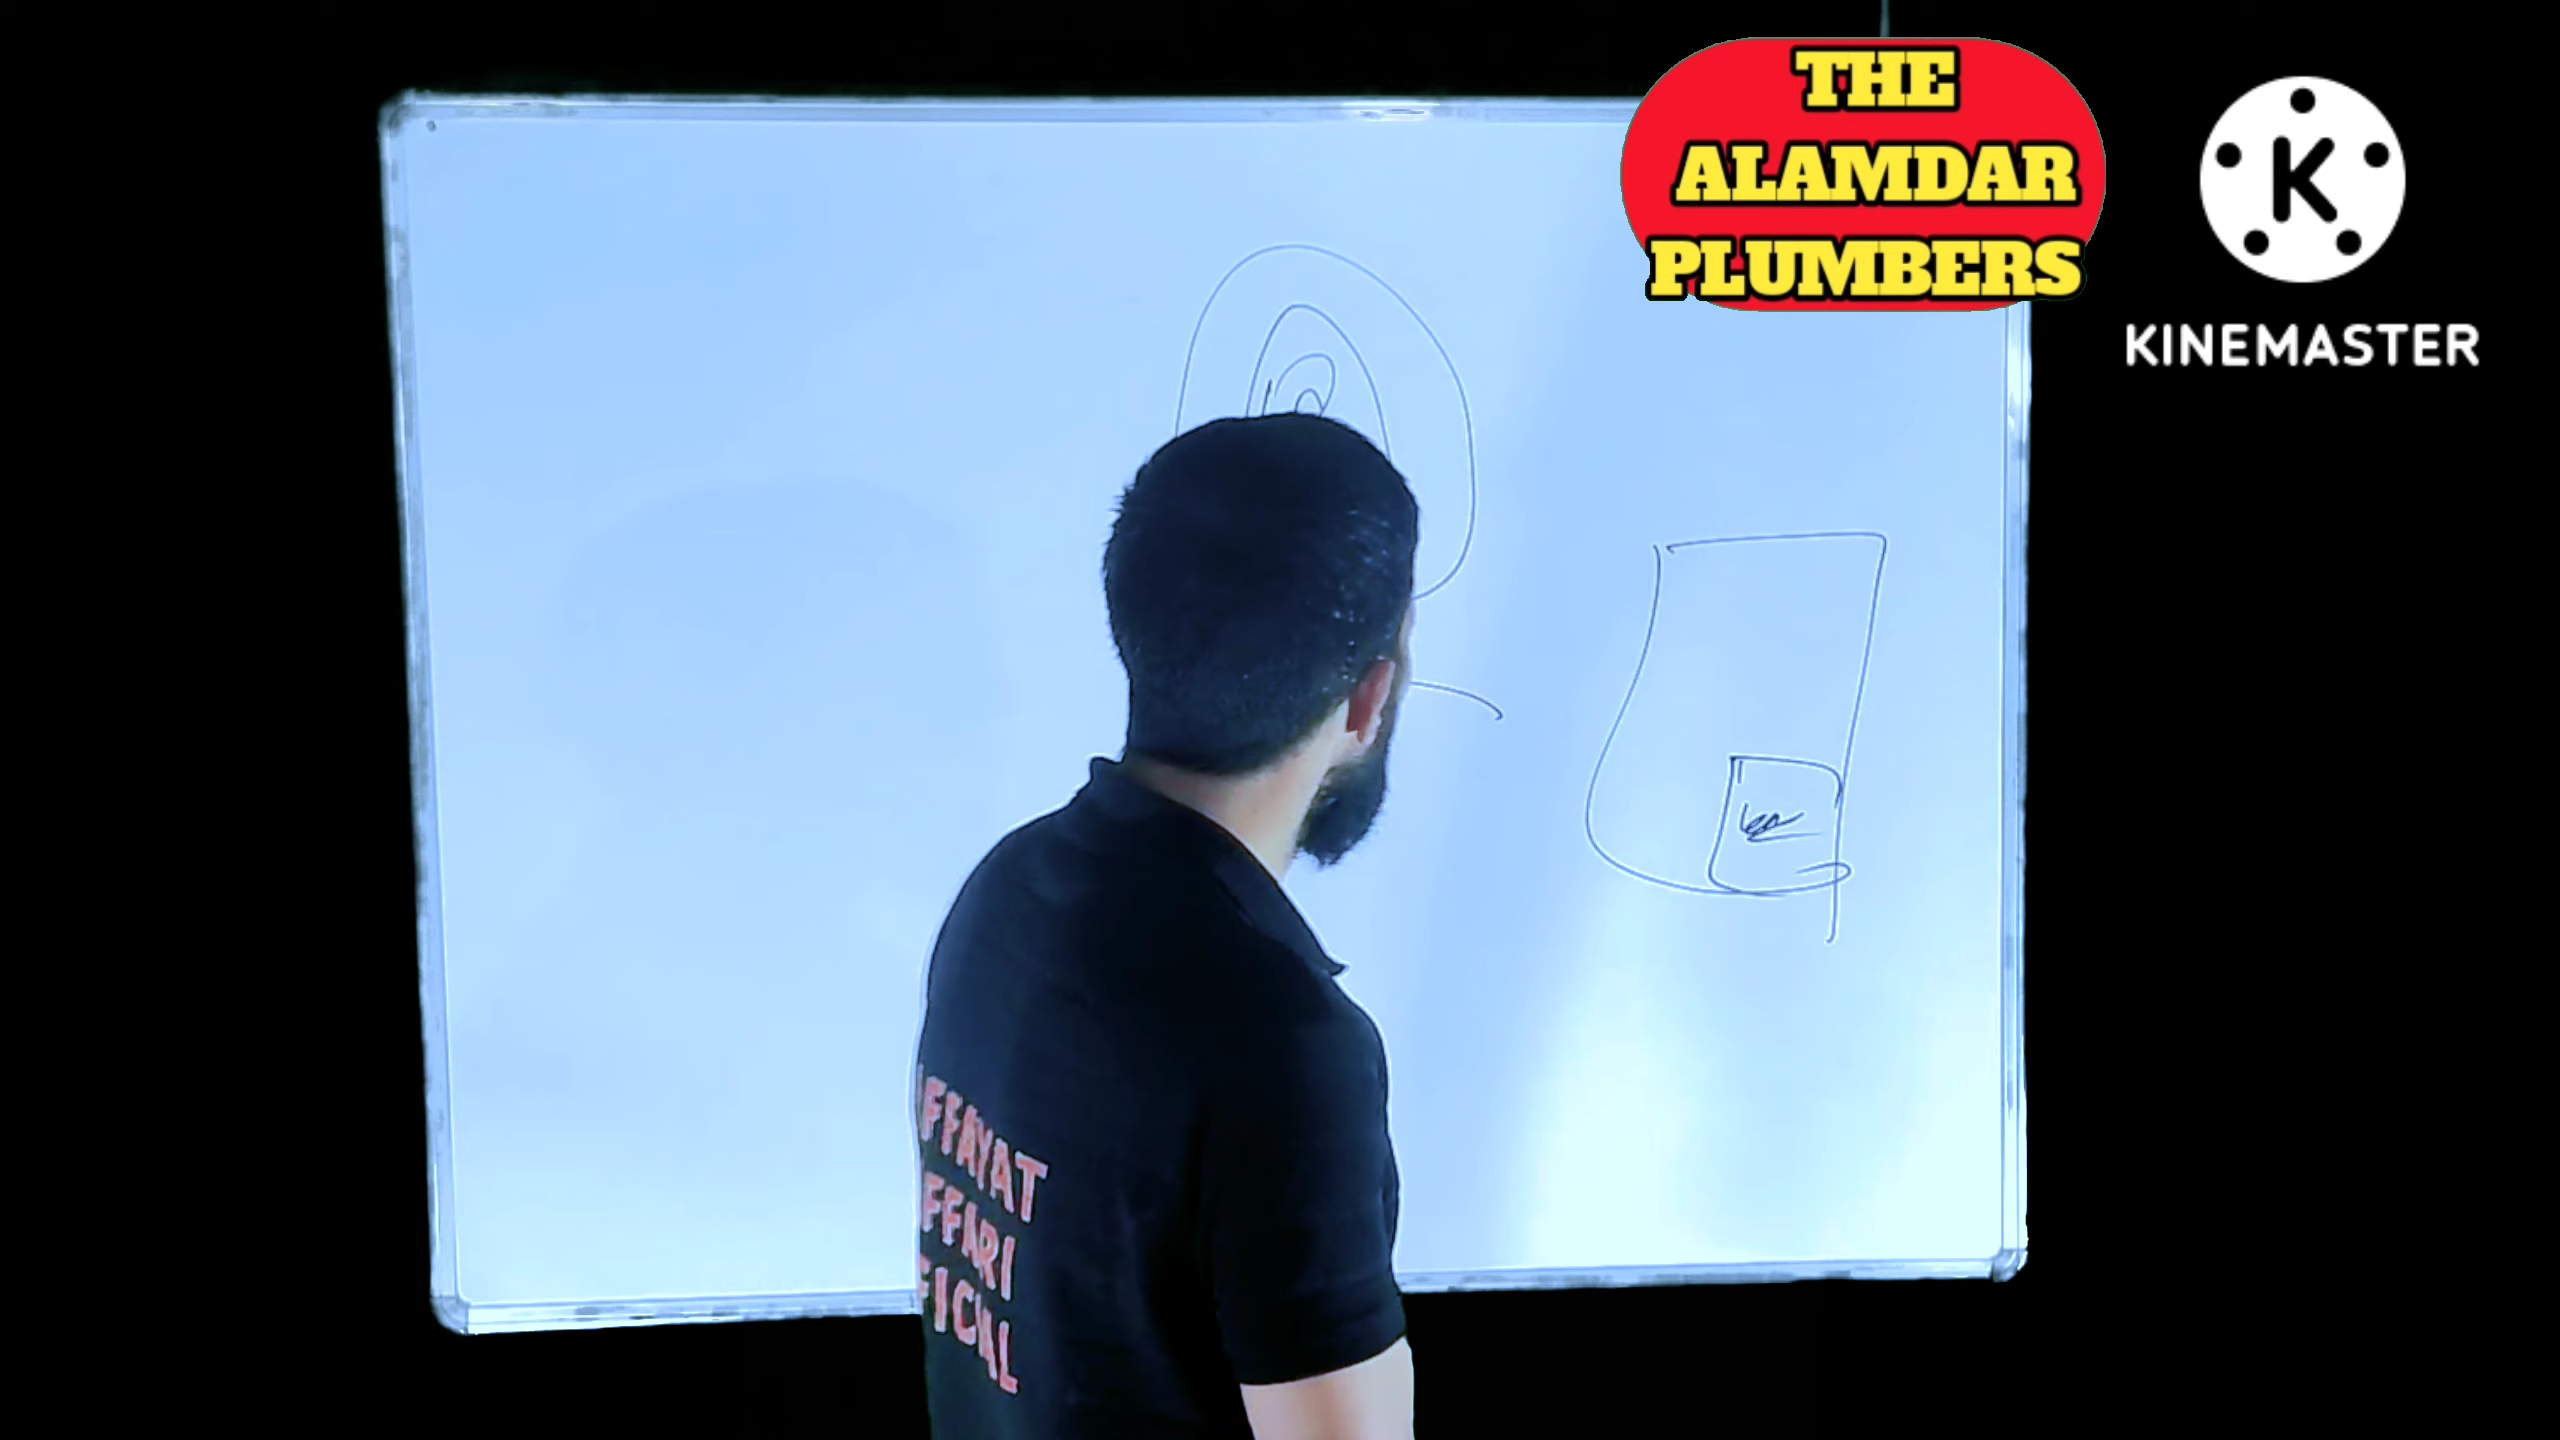 THE
ALAMDAR
PLUMBERS
K
KINEMASTER
FFAYAT
FFARI
FICIAL